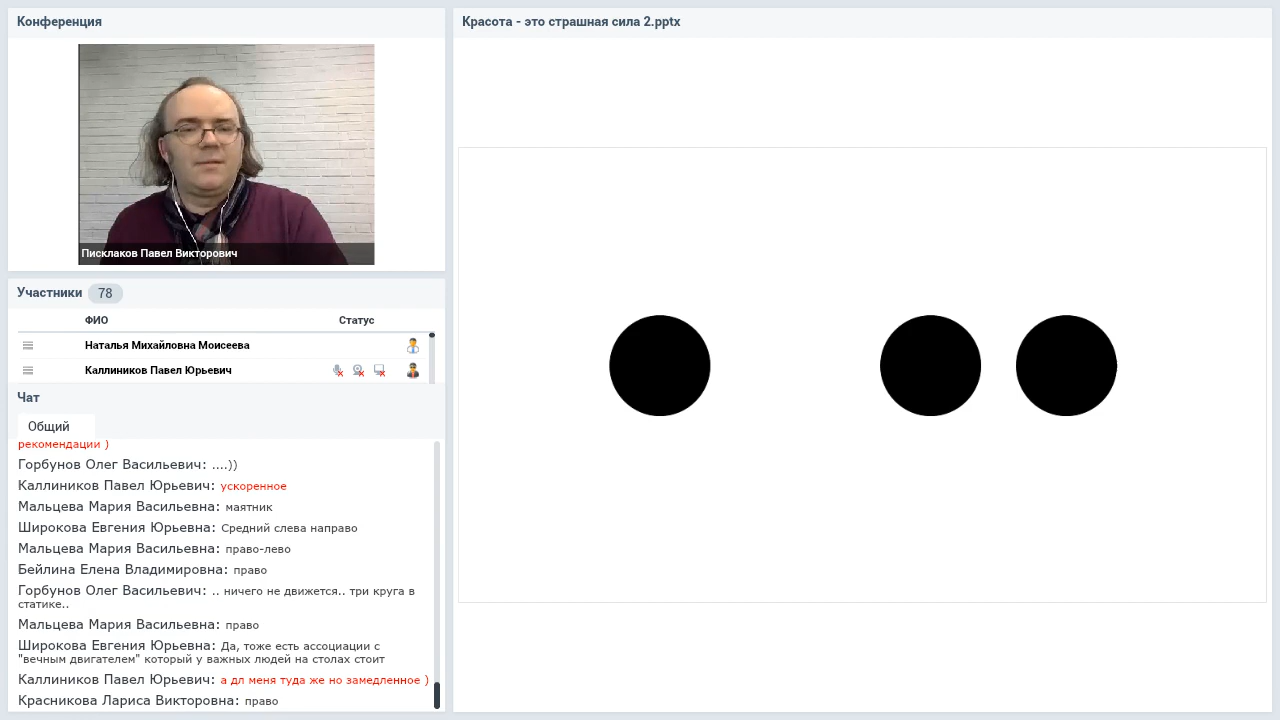 Конференция
Писклаков Павел Викторович
Участники 78
ФИО Статус
Наталья Михайловна Моисеева
Каллиников Павел Юрьевич
Чат
Общий
рекомендации )
Горбунов Олег Васильевич: ....))
Каллиников Павел Юрьевич: ускоренное
Мальцева Мария Васильевна: маятник
Широкова Евгения Юрьевна: Средний слева направо
Мальцева Мария Васильевна: право-лево
Бейлина Елена Владимировна: право
Горбунов Олег Васильевич: .. ничего не движется.. три круга в
статике..
Мальцева Мария Васильевна: право
Широкова Евгения Юрьевна: Да, тоже есть ассоциации с
"вечным двигателем" который у важных людей на столах стоит
Каллиников Павел Юрьевич: а дл меня туда же но замедленное )
Красникова Лариса Викторовна: право
Красота - это страшная сила 2.pptx